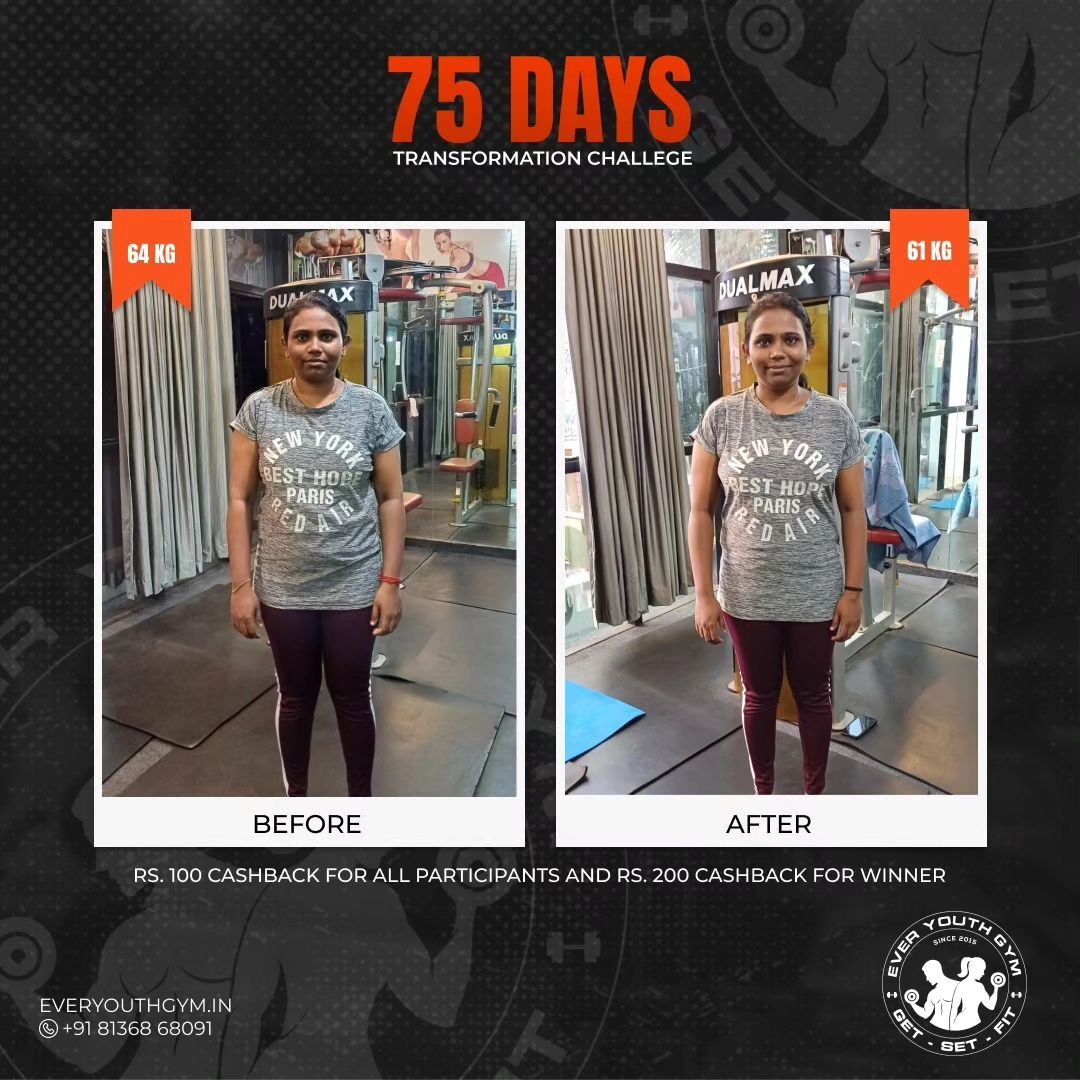 75 DAYS
TRANSFORMATION CHALLEGE
64 KG
61 KG
DUALMAX
DUALMAX
NEW YORK
BEST HOPE
PARIS
RED AIR
NEW YORK
BEST HOPE
PARIS
RED AIR
BEFORE
AFTER
RS. 100 CASHBACK FOR ALL PARTICIPANTS AND RS. 200 CASHBACK FOR WINNER
EVER YOUTH GYM
SINCE 2015
GET - SET - FIT
EVERYOUTHGYM.IN
+91 81368 68091